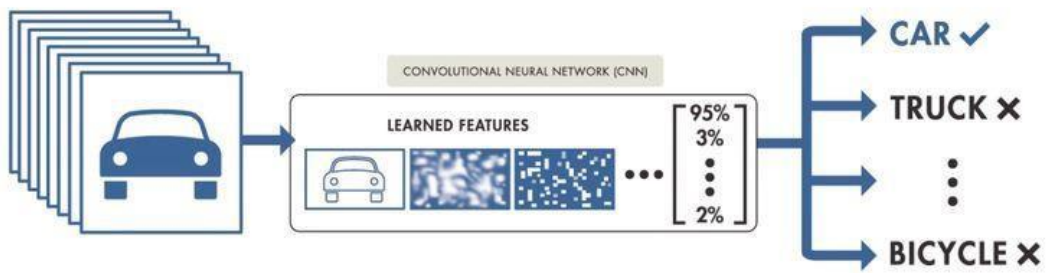 CONVOLUTIONAL NEURAL NETWORK (CNN)
LEARNED FEATURES
95%
3%
2%
CAR ✓
TRUCK ✕
BICYCLE ✕